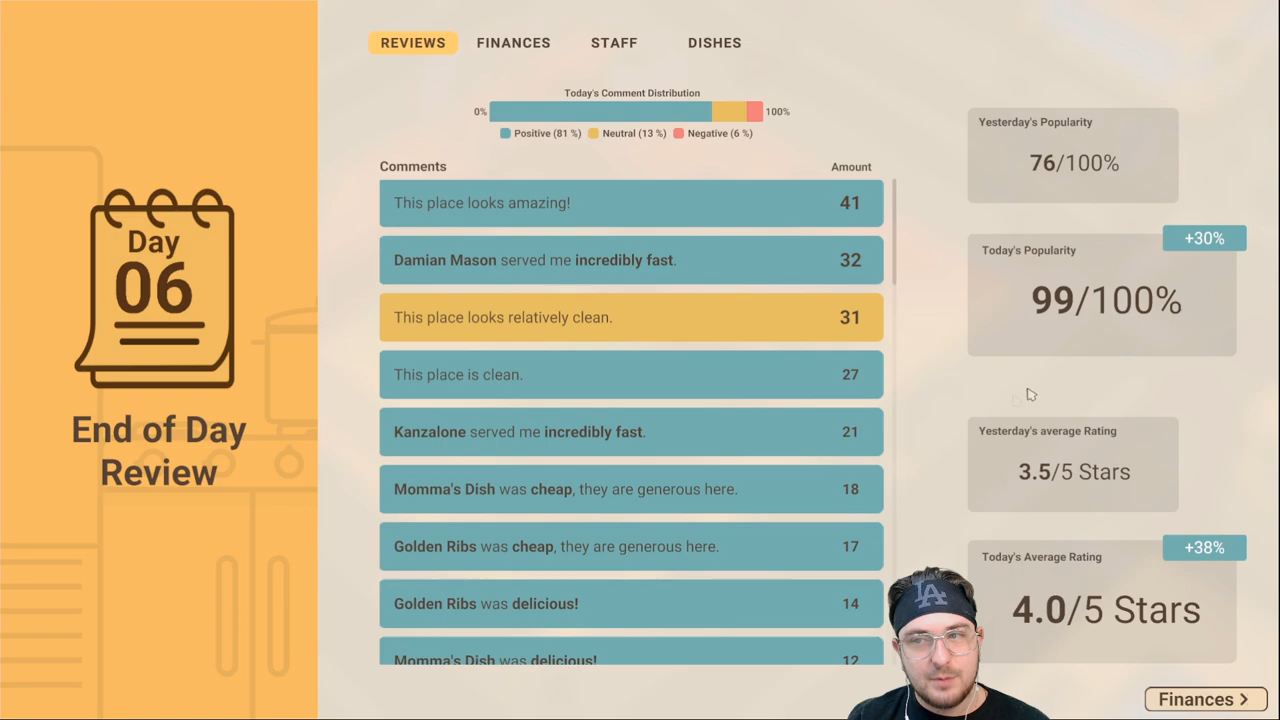 REVIEWS FINANCES STAFF DISHES
Today's Comment Distribution
0% 100%
Positive (81 %) Neutral (13 %) Negative (6 %)
Comments Amount
This place looks amazing! 41
Damian Mason served me incredibly fast. 32
This place looks relatively clean. 31
This place is clean. 27
Kanzalone served me incredibly fast. 21
Momma's Dish was cheap, they are generous here. 18
Golden Ribs was cheap, they are generous here. 17
Golden Ribs was delicious! 14
Momma's Dish was delicious! 12
Day
06
End of Day
Review
Yesterday's Popularity
76/100%
+30%
Today's Popularity
99/100%
Yesterday's average Rating
3.5/5 Stars
+38%
Today's Average Rating
4.0/5 Stars
LA
Finances >